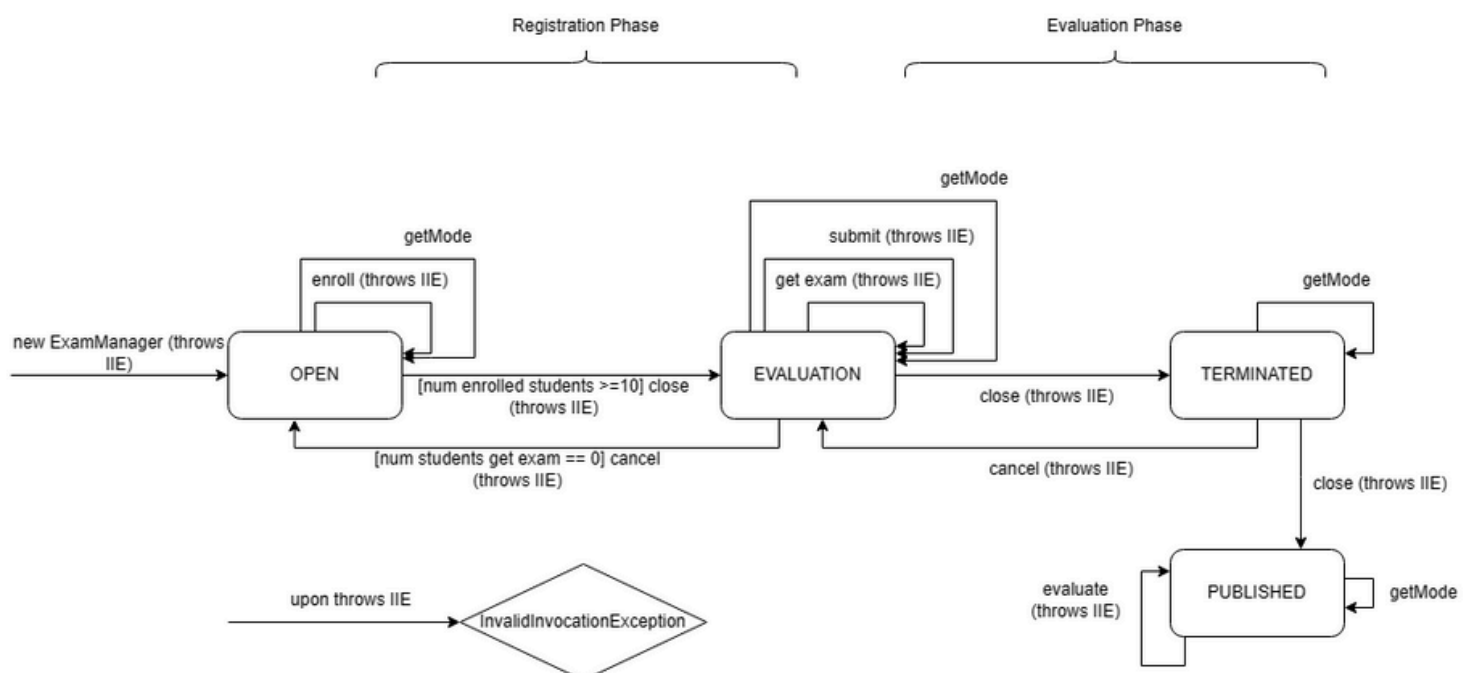 Registration Phase
Evaluation Phase
getMode
getMode
submit (throws IIE)
enroll (throws IIE)
get exam (throws IIE)
getMode
new ExamManager (throws
IIE)
OPEN
EVALUATION
TERMINATED
[num enrolled students >=10] close
(throws IIE)
close (throws IIE)
[num students get exam == 0] cancel
(throws IIE)
cancel (throws IIE)
close (throws IIE)
upon throws IIE
InvalidInvocationException
evaluate
(throws IIE)
PUBLISHED
getMode